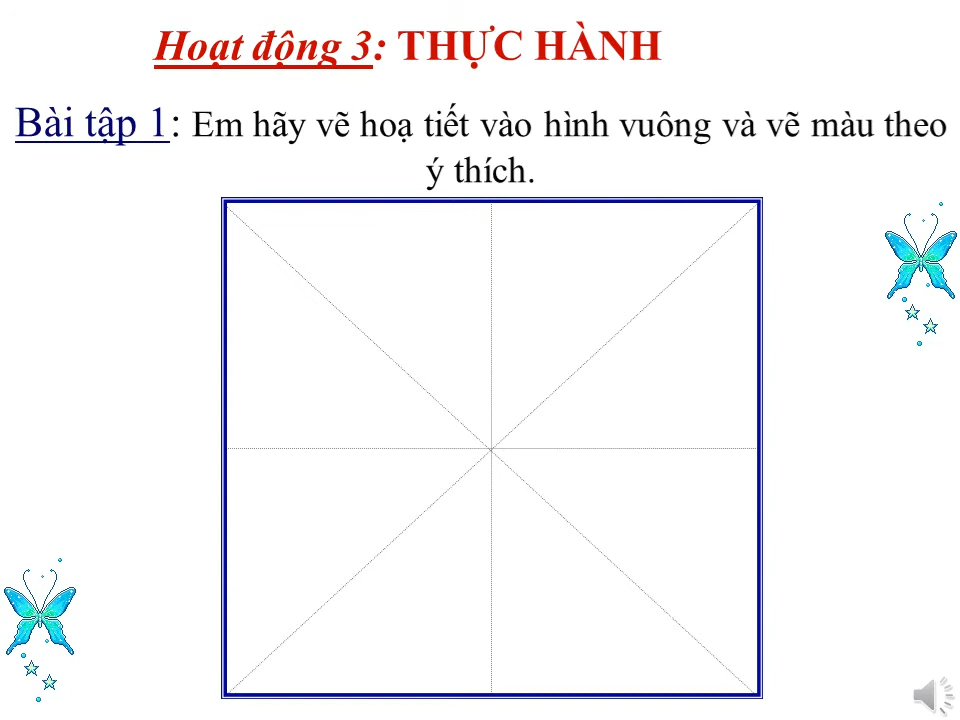 Hoạt động 3: THỰC HÀNH
Bài tập 1: Em hãy vẽ hoạ tiết vào hình vuông và vẽ màu theo
ý thích.